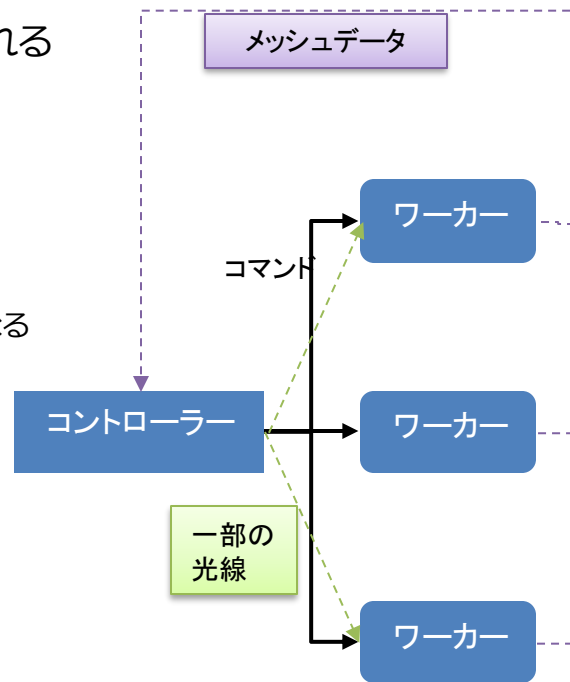 れる
メッシュデータ
ワーカー
コマンド
る
コントローラー
ワーカー
一部の
光線
ワーカー